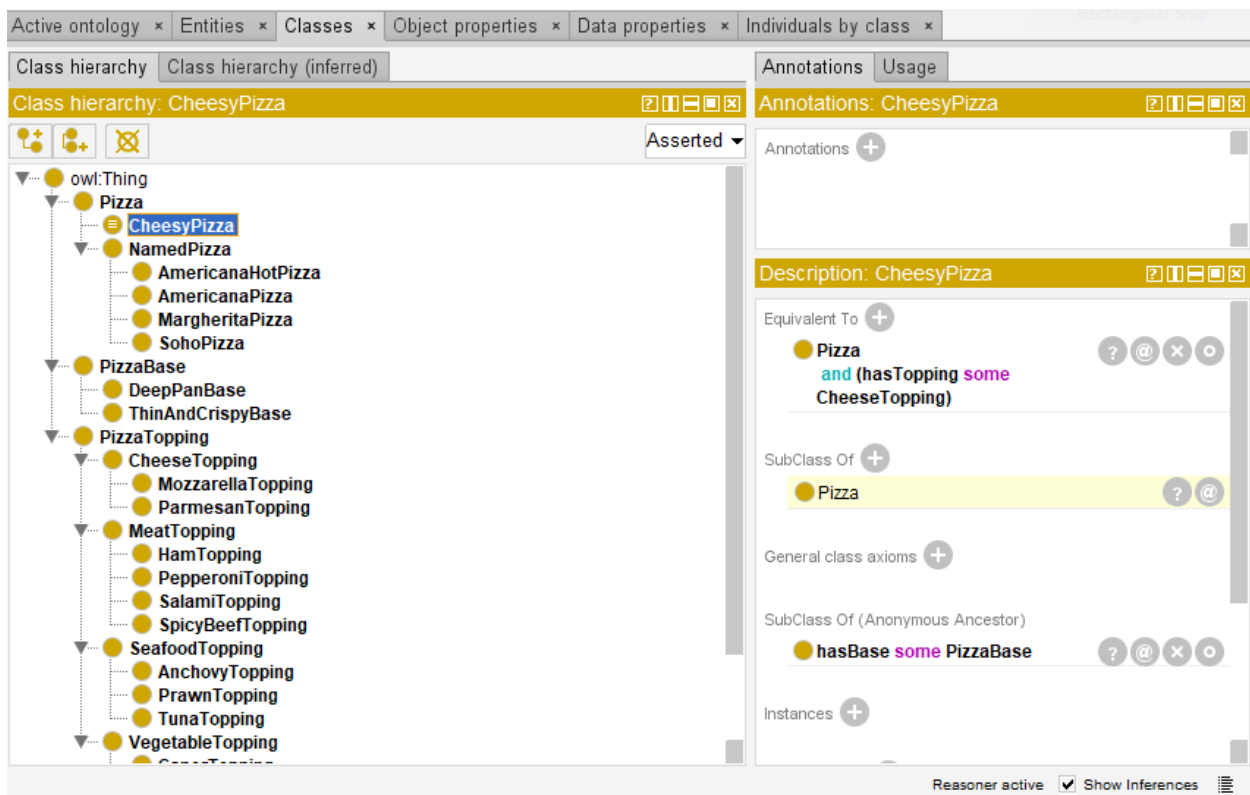 Rectangular Snip
Active ontology × Entities × Classes × Object properties × Data properties × Individuals by class ×
Class hierarchy Class hierarchy (inferred)
Class hierarchy: CheesyPizza
Asserted
owl:Thing
Pizza
CheesyPizza
NamedPizza
AmericanaHotPizza
AmericanaPizza
MargheritaPizza
SohoPizza
PizzaBase
DeepPanBase
ThinAndCrispyBase
PizzaTopping
CheeseTopping
MozzarellaTopping
ParmesanTopping
MeatTopping
HamTopping
PepperoniTopping
SalamiTopping
SpicyBeefTopping
SeafoodTopping
AnchovyTopping
PrawnTopping
TunaTopping
VegetableTopping
Annotations Usage
Annotations: CheesyPizza
Annotations
Description: CheesyPizza
Equivalent To
Pizza
and (hasTopping some
CheeseTopping)
SubClass Of
Pizza
General class axioms
SubClass Of (Anonymous Ancestor)
hasBase some PizzaBase
Instances
Reasoner active Show Inferences